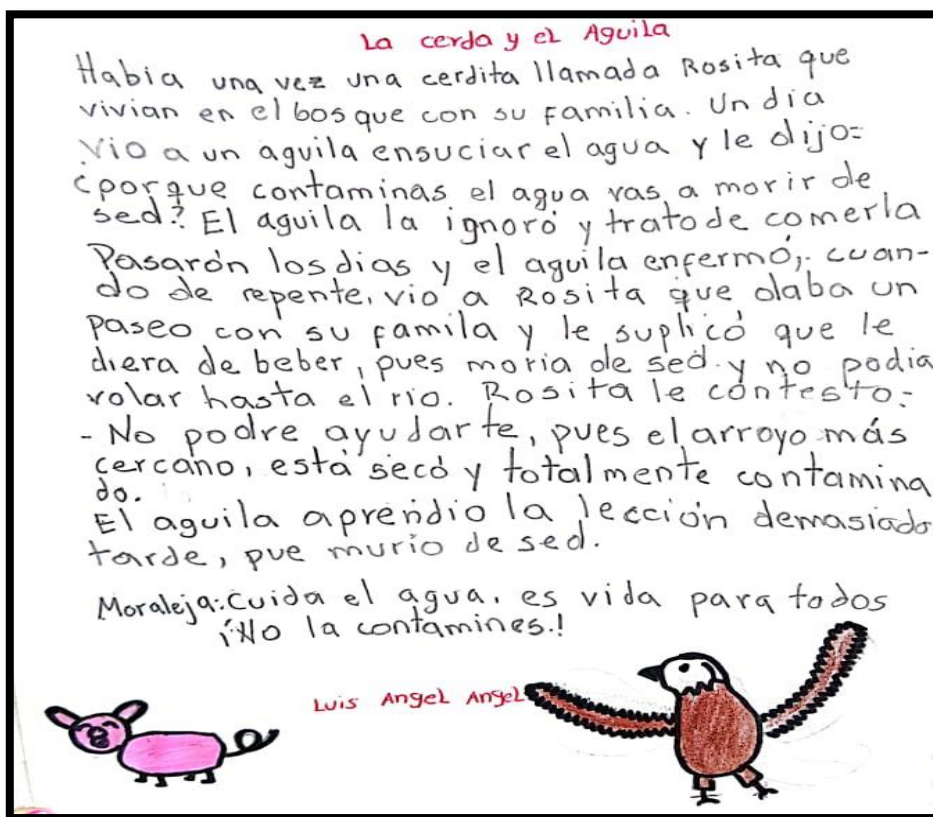 La cerda y el Aguila
Habia una vez una cerdita llamada Rosita que
vivian en el bosque con su familia. Un dia
vio a un aguila ensuciar el agua y le dijo=
¿porque contaminas el agua vas a morir de
sed? El aguila la ignoró y trato de comerla
Pasarón los dias y el aguila enfermó, cuan-
do de repente, vio a Rosita que daba un
paseo con su famila y le suplicó que le
diera de beber, pues moria de sed y no podia
volar hasta el rio. Rosita le contesto=
- No podre ayudarte, pues el arroyo más
cercano, está secó y totalmente contamina
do.
El aguila aprendio la lección demasiado
tarde, pue murio de sed.
Moraleja: Cuida el agua, es vida para todos
¡No la contamines.!
Luis Angel Angel